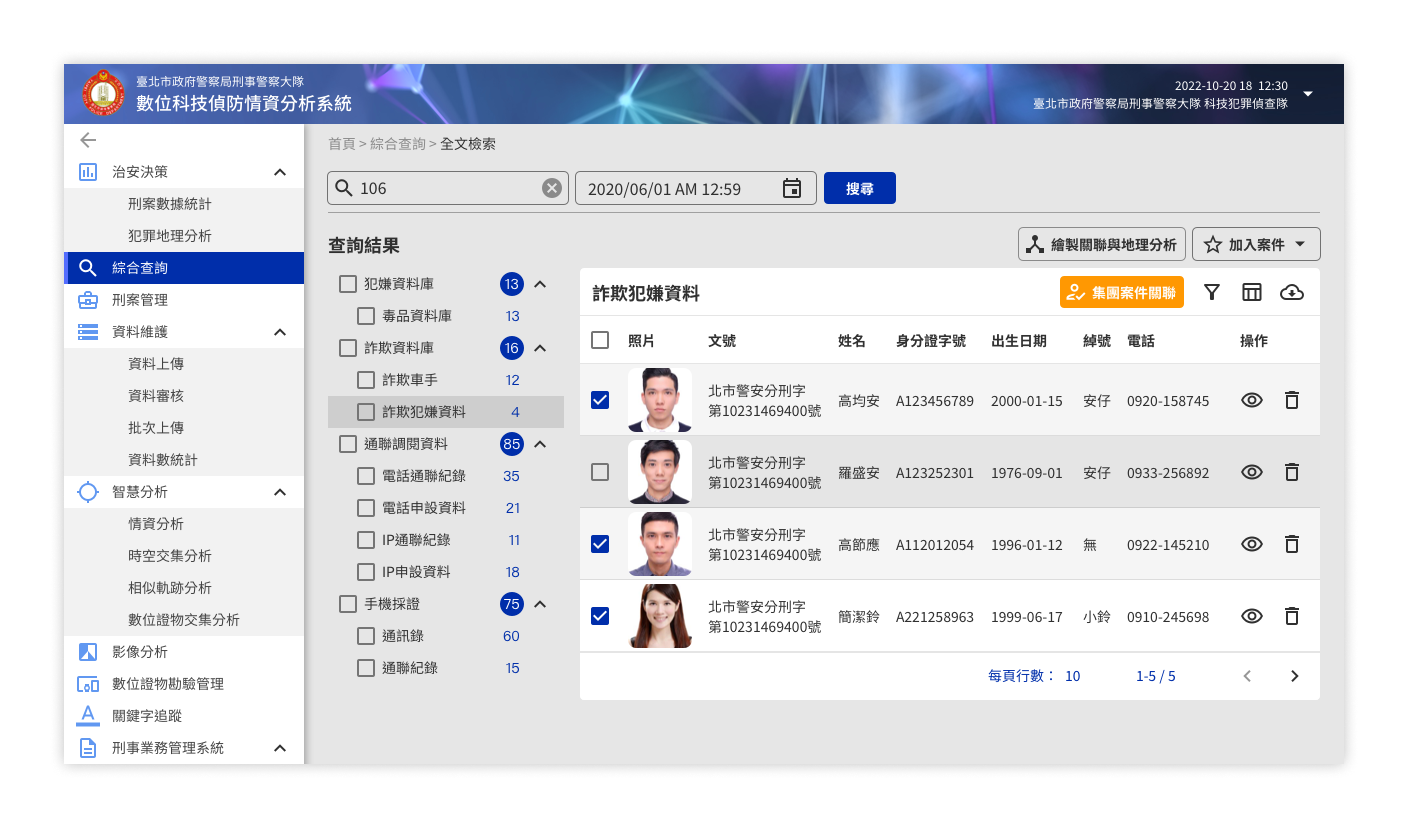 臺北市政府警察局刑事警察大隊
數位科技偵防情資分析系統
2022-10-20 18 12:30
臺北市政府警察局刑事警察大隊 科技犯罪偵查隊
治安決策
刑案數據統計
犯罪地理分析
綜合查詢
刑案管理
資料維護
資料上傳
資料審核
批次上傳
資料數統計
智慧分析
情資分析
時空交集分析
相似軌跡分析
數位證物交集分析
影像分析
數位證物勘驗管理
關鍵字追蹤
刑事業務管理系統
首頁 > 綜合查詢 > 全文檢索
106
2020/06/01 AM 12:59
搜尋
查詢結果
繪製關聯與地理分析
加入案件
犯嫌資料庫 13
毒品資料庫 13
詐欺資料庫 16
詐欺車手 12
詐欺犯嫌資料 4
通聯調閱資料 85
電話通聯紀錄 35
電話申設資料 21
IP通聯紀錄 11
IP申設資料 18
手機採證 75
通訊錄 60
通聯紀錄 15
詐欺犯嫌資料
集團案件關聯
照片 文號 姓名 身分證字號 出生日期 綽號 電話 操作
北市警安分刑字
第10231469400號 高均安 A123456789 2000-01-15 安仔 0920-158745
北市警安分刑字
第10231469400號 羅盛安 A123252301 1976-09-01 安仔 0933-256892
北市警安分刑字
第10231469400號 高節應 A112012054 1996-01-12 無 0922-145210
北市警安分刑字
第10231469400號 簡潔鈴 A221258963 1999-06-17 小鈴 0910-245698
每頁行數： 10 1-5 / 5